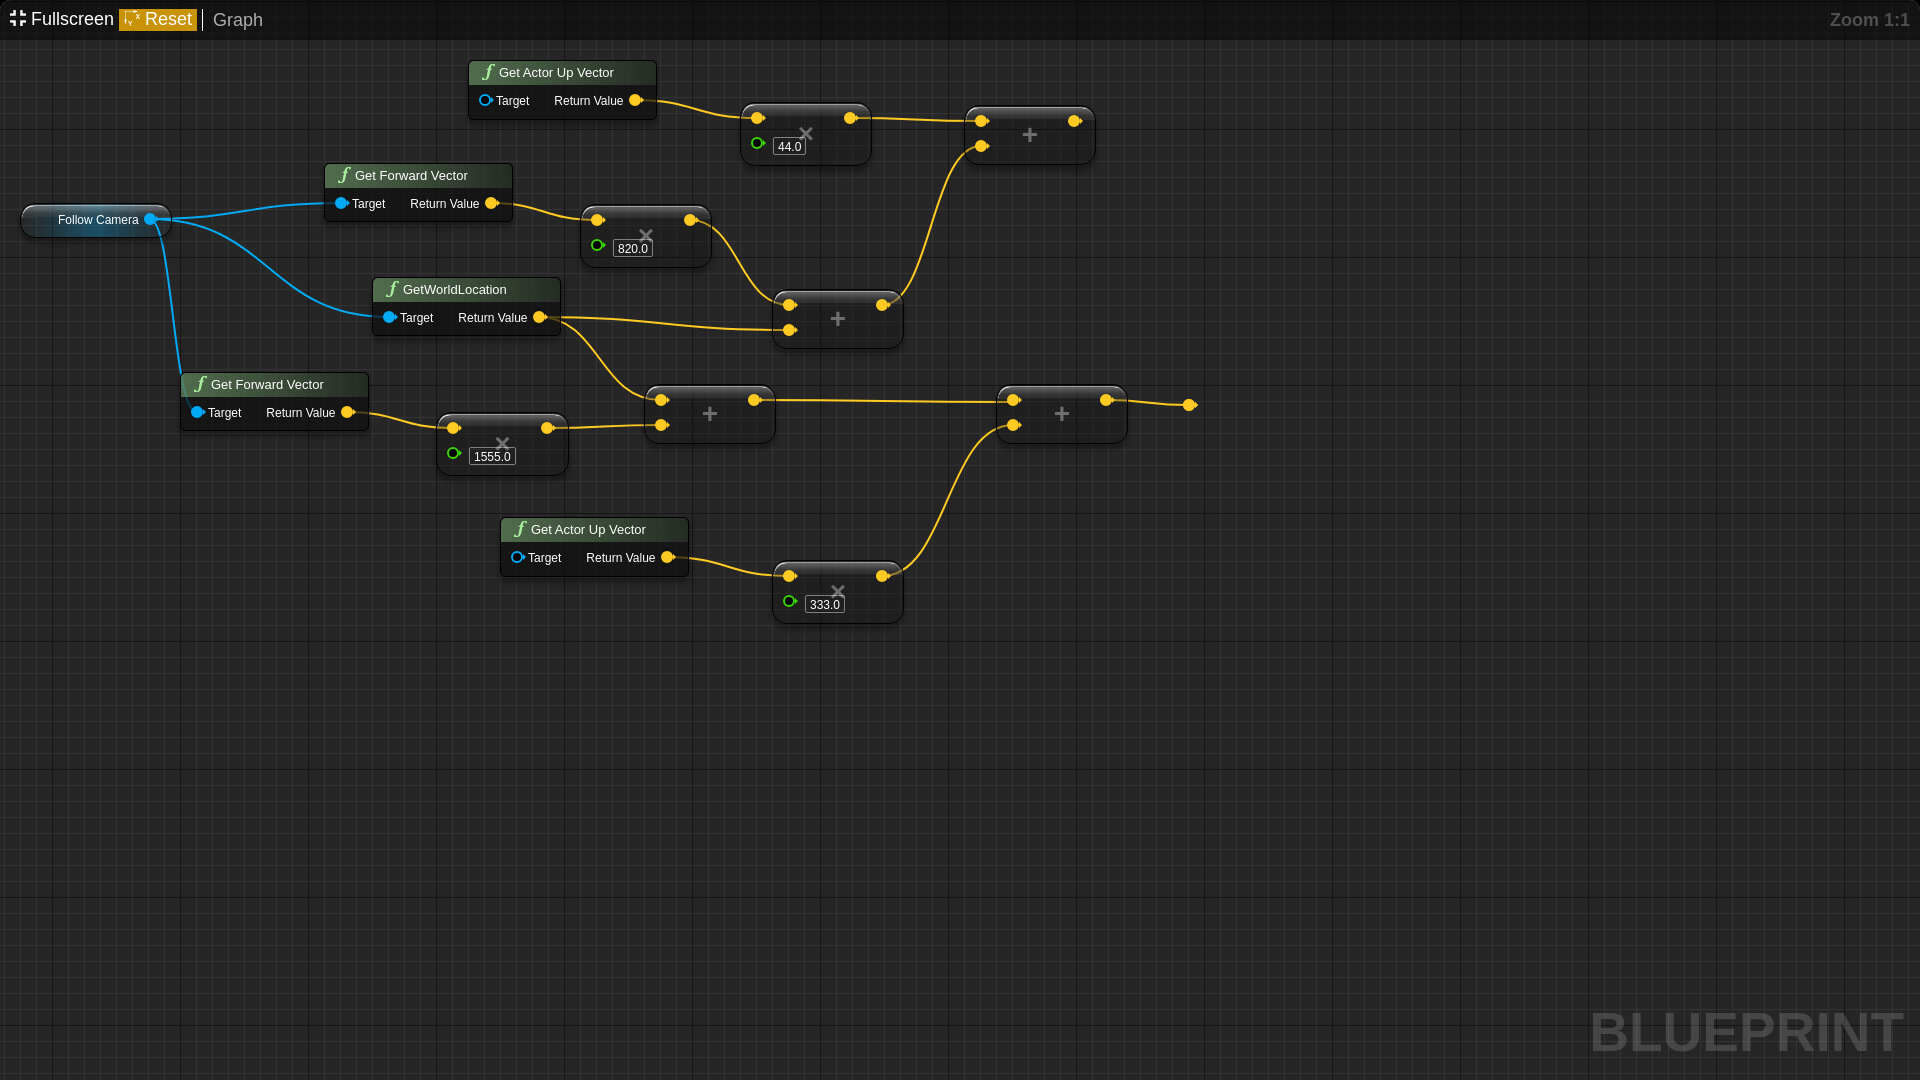 Fullscreen Reset Graph Zoom 1:1
Get Actor Up Vector
Target Return Value
44.0
Get Forward Vector
Target Return Value
Follow Camera
820.0
GetWorldLocation
Target Return Value
Get Forward Vector
Target Return Value
1555.0
Get Actor Up Vector
Target Return Value
333.0
BLUEPRINT